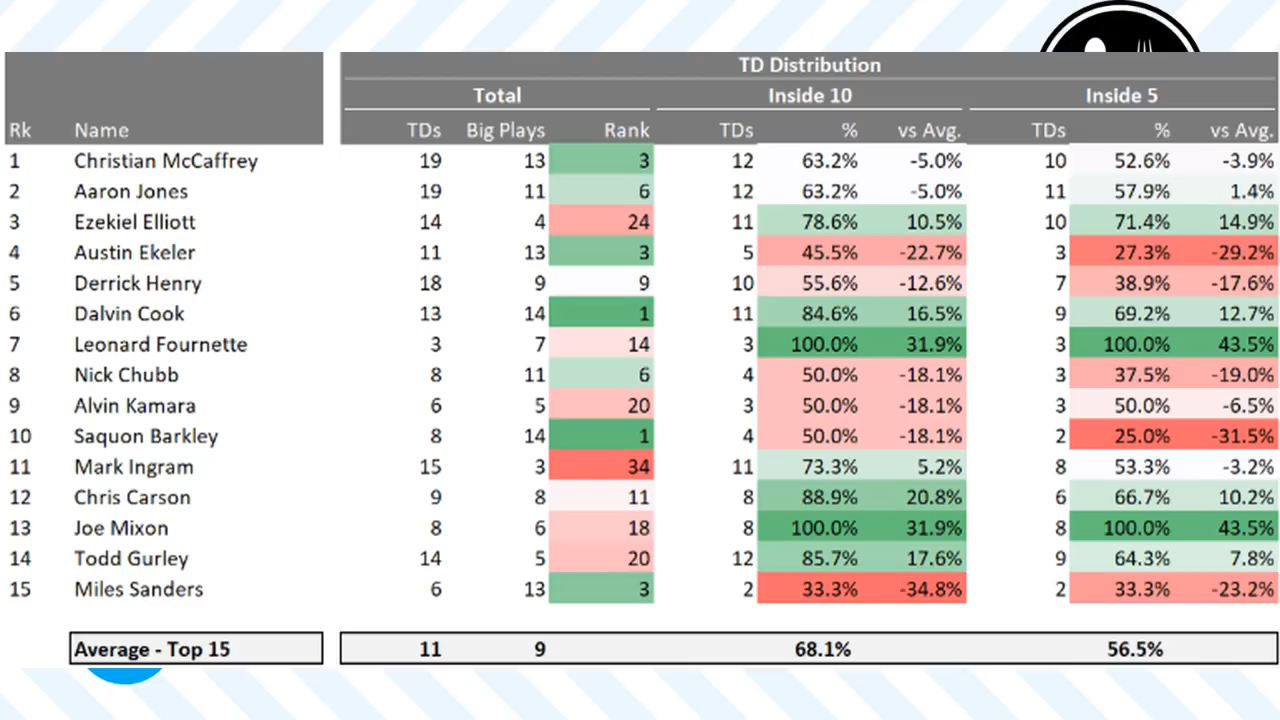 TD Distribution
Total Inside 10 Inside 5
Rk Name TDs Big Plays Rank TDs % vs Avg. TDs % vs Avg.
1 Christian McCaffrey 19 13 3 12 63.2% -5.0% 10 52.6% -3.9%
2 Aaron Jones 19 11 6 12 63.2% -5.0% 11 57.9% 1.4%
3 Ezekiel Elliott 14 4 24 11 78.6% 10.5% 10 71.4% 14.9%
4 Austin Ekeler 11 13 3 5 45.5% -22.7% 3 27.3% -29.2%
5 Derrick Henry 18 9 9 10 55.6% -12.6% 7 38.9% -17.6%
6 Dalvin Cook 13 14 1 11 84.6% 16.5% 9 69.2% 12.7%
7 Leonard Fournette 3 7 14 3 100.0% 31.9% 3 100.0% 43.5%
8 Nick Chubb 8 11 6 4 50.0% -18.1% 3 37.5% -19.0%
9 Alvin Kamara 6 5 20 3 50.0% -18.1% 3 50.0% -6.5%
10 Saquon Barkley 8 14 1 4 50.0% -18.1% 2 25.0% -31.5%
11 Mark Ingram 15 3 34 11 73.3% 5.2% 8 53.3% -3.2%
12 Chris Carson 9 8 11 8 88.9% 20.8% 6 66.7% 10.2%
13 Joe Mixon 8 6 18 8 100.0% 31.9% 8 100.0% 43.5%
14 Todd Gurley 14 5 20 12 85.7% 17.6% 9 64.3% 7.8%
15 Miles Sanders 6 13 3 2 33.3% -34.8% 2 33.3% -23.2%
Average - Top 15 11 9 68.1% 56.5%